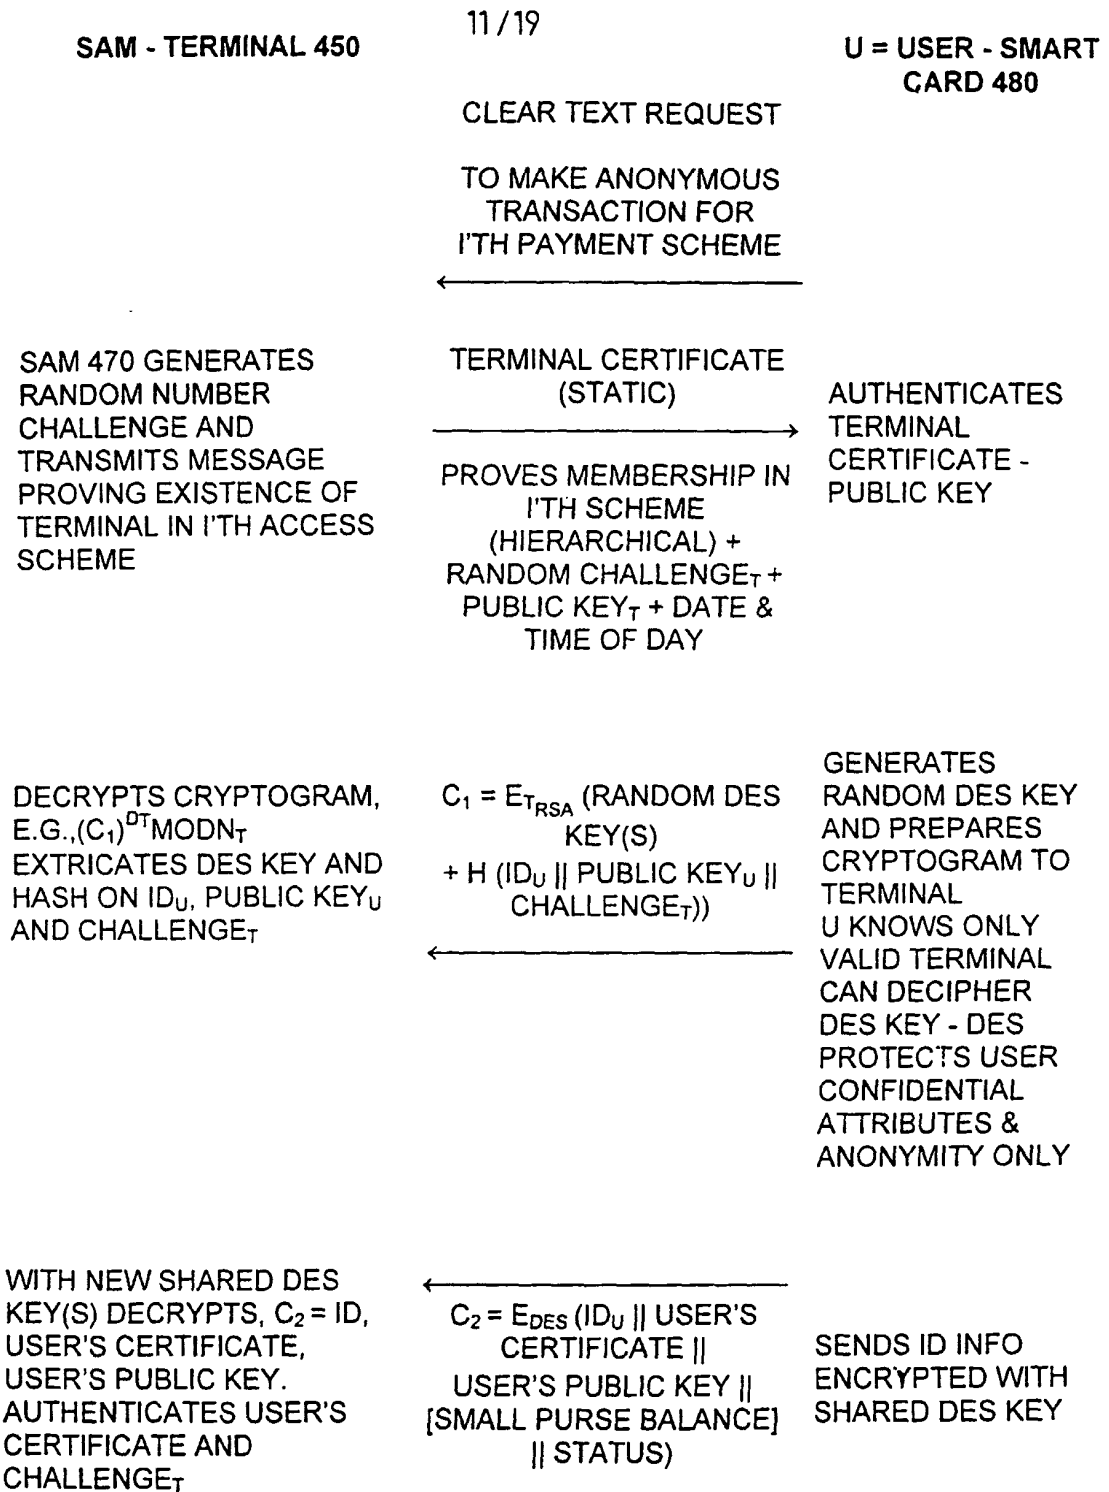 11/19
SAM - TERMINAL 450
U = USER - SMART
CARD 480
CLEAR TEXT REQUEST
TO MAKE ANONYMOUS
TRANSACTION FOR
I'TH PAYMENT SCHEME
SAM 470 GENERATES
RANDOM NUMBER
CHALLENGE AND
TRANSMITS MESSAGE
PROVING EXISTENCE OF
TERMINAL IN I'TH ACCESS
SCHEME
TERMINAL CERTIFICATE
(STATIC)
PROVES MEMBERSHIP IN
I'TH SCHEME
(HIERARCHICAL) +
RANDOM CHALLENGE_T +
PUBLIC KEY_T + DATE &
TIME OF DAY
AUTHENTICATES
TERMINAL
CERTIFICATE -
PUBLIC KEY
DECRYPTS CRYPTOGRAM,
E.G.,(C₁)^DT MODN_T
EXTRICATES DES KEY AND
HASH ON ID_U, PUBLIC KEY_U
AND CHALLENGE_T
C₁ = E_T_RSA (RANDOM DES
KEY(S)
+ H (ID_U || PUBLIC KEY_U ||
CHALLENGE_T))
GENERATES
RANDOM DES KEY
AND PREPARES
CRYPTOGRAM TO
TERMINAL
U KNOWS ONLY
VALID TERMINAL
CAN DECIPHER
DES KEY - DES
PROTECTS USER
CONFIDENTIAL
ATTRIBUTES &
ANONYMITY ONLY
WITH NEW SHARED DES
KEY(S) DECRYPTS, C₂ = ID,
USER'S CERTIFICATE,
USER'S PUBLIC KEY.
AUTHENTICATES USER'S
CERTIFICATE AND
CHALLENGE_T
C₂ = E_DES (ID_U || USER'S
CERTIFICATE ||
USER'S PUBLIC KEY ||
[SMALL PURSE BALANCE]
|| STATUS)
SENDS ID INFO
ENCRYPTED WITH
SHARED DES KEY